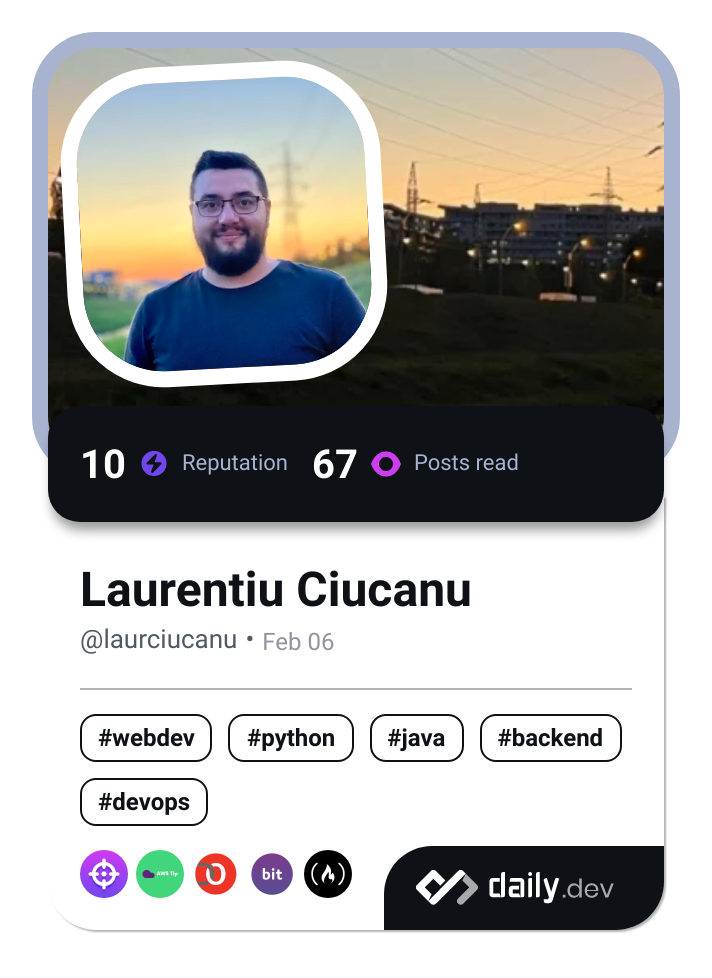 10 Reputation 67 Posts read
Laurentiu Ciucanu
@laurciucanu • Feb 06
#webdev #python #java #backend
#devops
AWS Tip bit
daily.dev